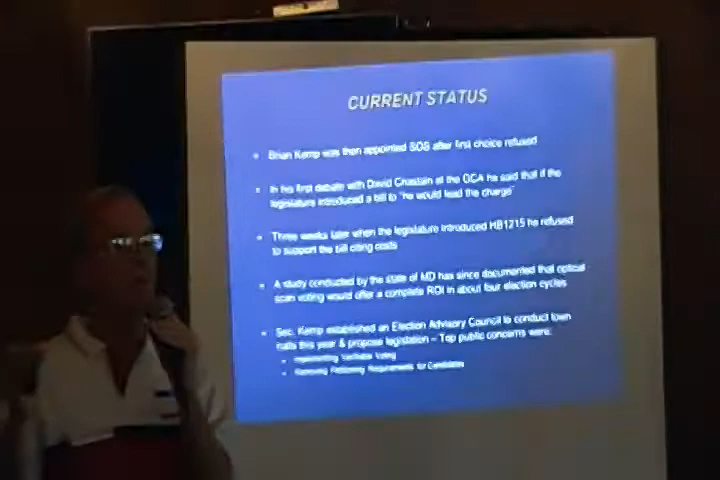 CURRENT STATUS
Brian Kemp was then appointed SOS after first choice refused
In his first debate with David Chastain at the OCA he said that if the
legislature introduced a bill to "he would lead the charge"
Three weeks later when the legislature introduced HB1215 he refused
to support the bill citing costs
A study conducted by the state of MD has since documented that optical
scan voting would offer a complete ROI in about four election cycles
Sec. Kemp established an Election Advisory Council to conduct town
halls this year & propose legislation – Top public concerns were:
Implementing Verifiable Voting
Removing Petitioning Requirements for Candidates